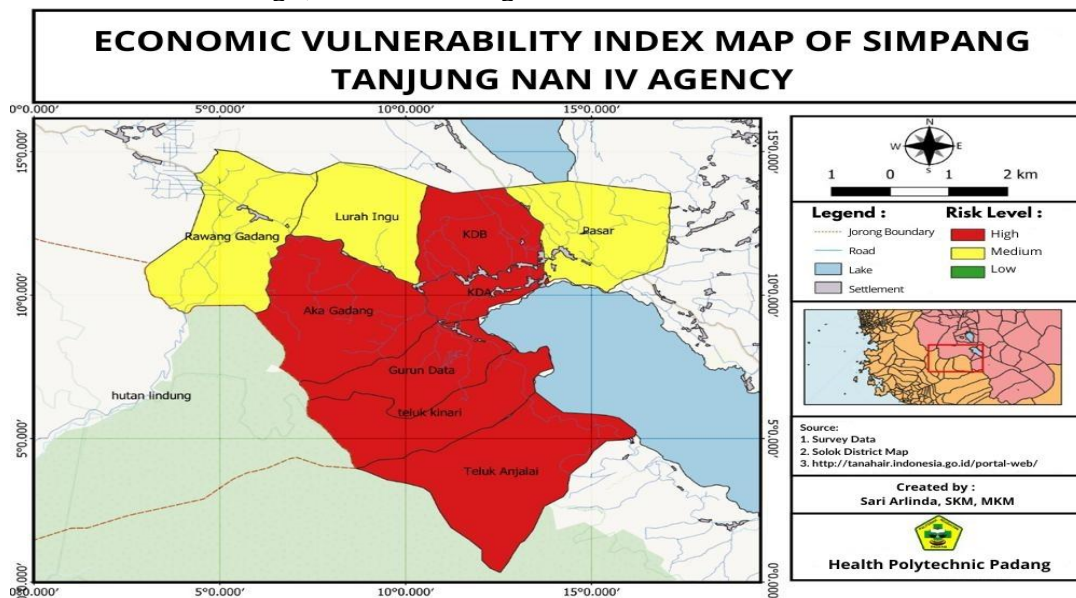 ECONOMIC VULNERABILITY INDEX MAP OF SIMPANG
TANJUNG NAN IV AGENCY
0°0.000' 5°0.000' 10°0.000' 15°0.000'
15°0.000'
10°0.000'
5°0.000'
0°0.000'
Rawang Gadang
Lurah Ingu
KDB
Pasar
KDA
Aka Gadang
Gurun Data
hutan lindung
teluk kinari
Teluk Anjalai
15°0.000'
10°0.000'
5°0.000'
0°0.000'
0°0.000' 5°0.000' 10°0.000' 15°0.000'
N
W E
S
1 0 1 2 km
Legend :
Jorong Boundary
Road
Lake
Settlement
Risk Level :
High
Medium
Low
Source:
1. Survey Data
2. Solok District Map
3. http://tanahair.indonesia.go.id/portal-web/
Created by :
Sari Arlinda, SKM, MKM
Health Polytechnic Padang